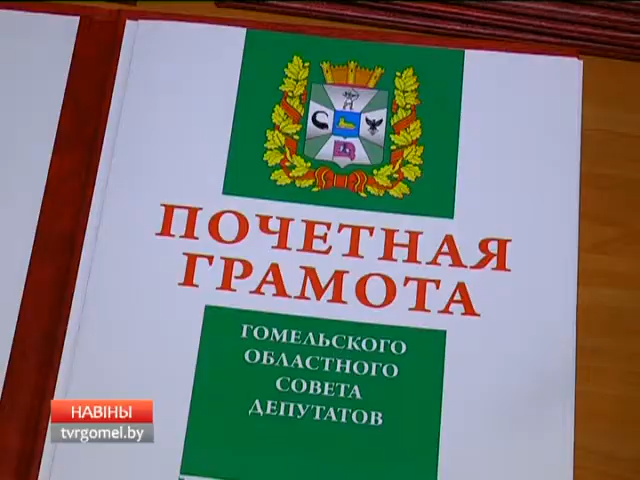 ПОЧЕТНАЯ
ГРАМОТА
ГОМЕЛЬСКОГО
ОБЛАСТНОГО
СОВЕТА
ДЕПУТАТОВ
НАВІНЫ
tvrgomel.by